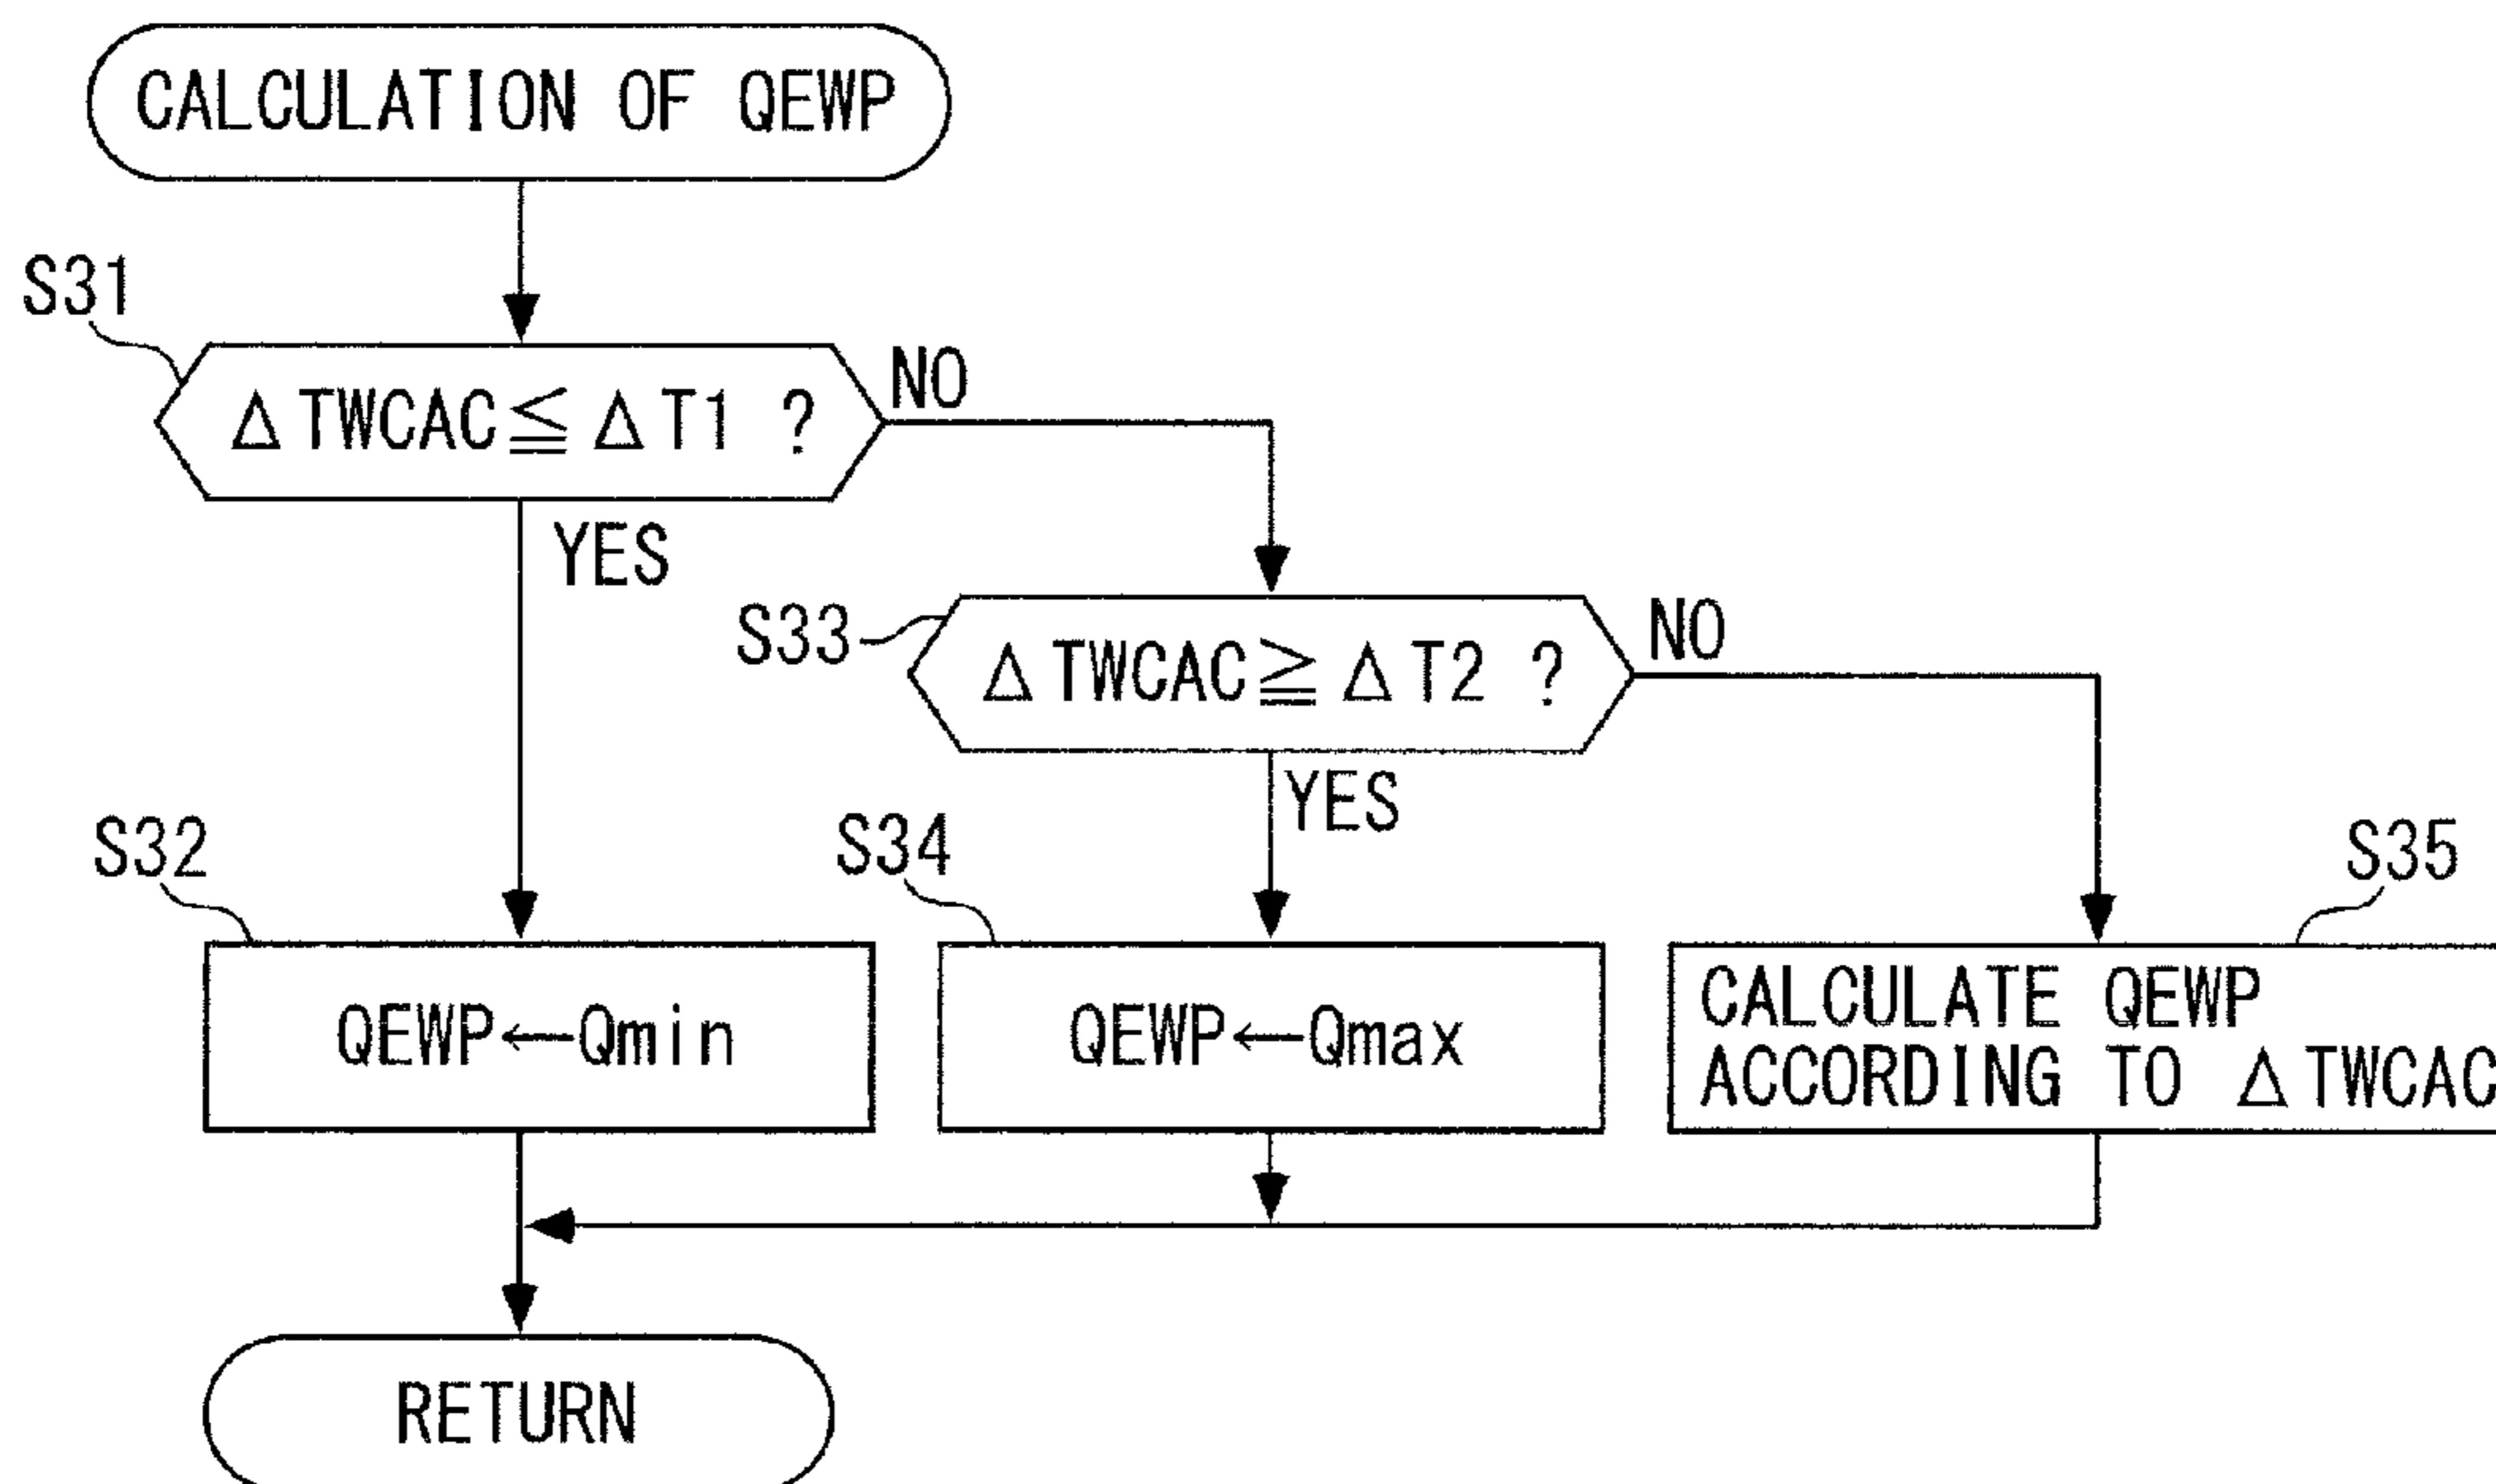 CALCULATION OF QEWP
S31
ΔTWCAC≦ΔT1 ?
NO
YES
S33
ΔTWCAC≧ΔT2 ?
NO
YES
S32
S34
S35
QEWP←Qmin
QEWP←Qmax
CALCULATE QEWP
ACCORDING TO ΔTWCAC
RETURN